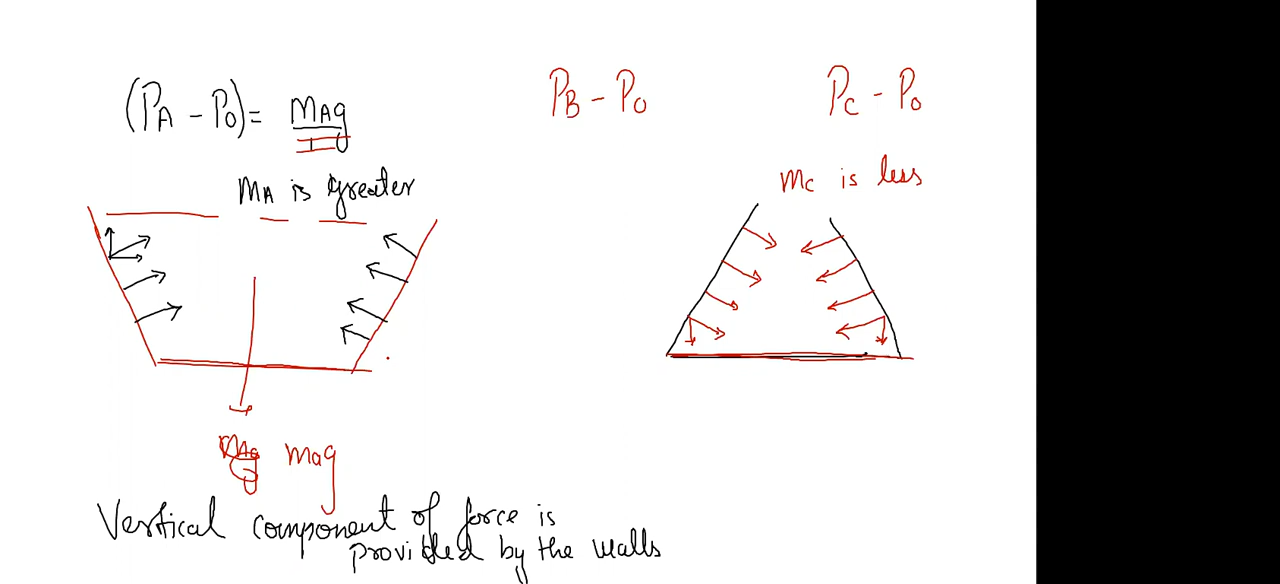 (PA - P0) = MAg
PB - P0
PC - P0
MA is greater
Mc is less
Mag
Vertical component of force is
provided by the walls